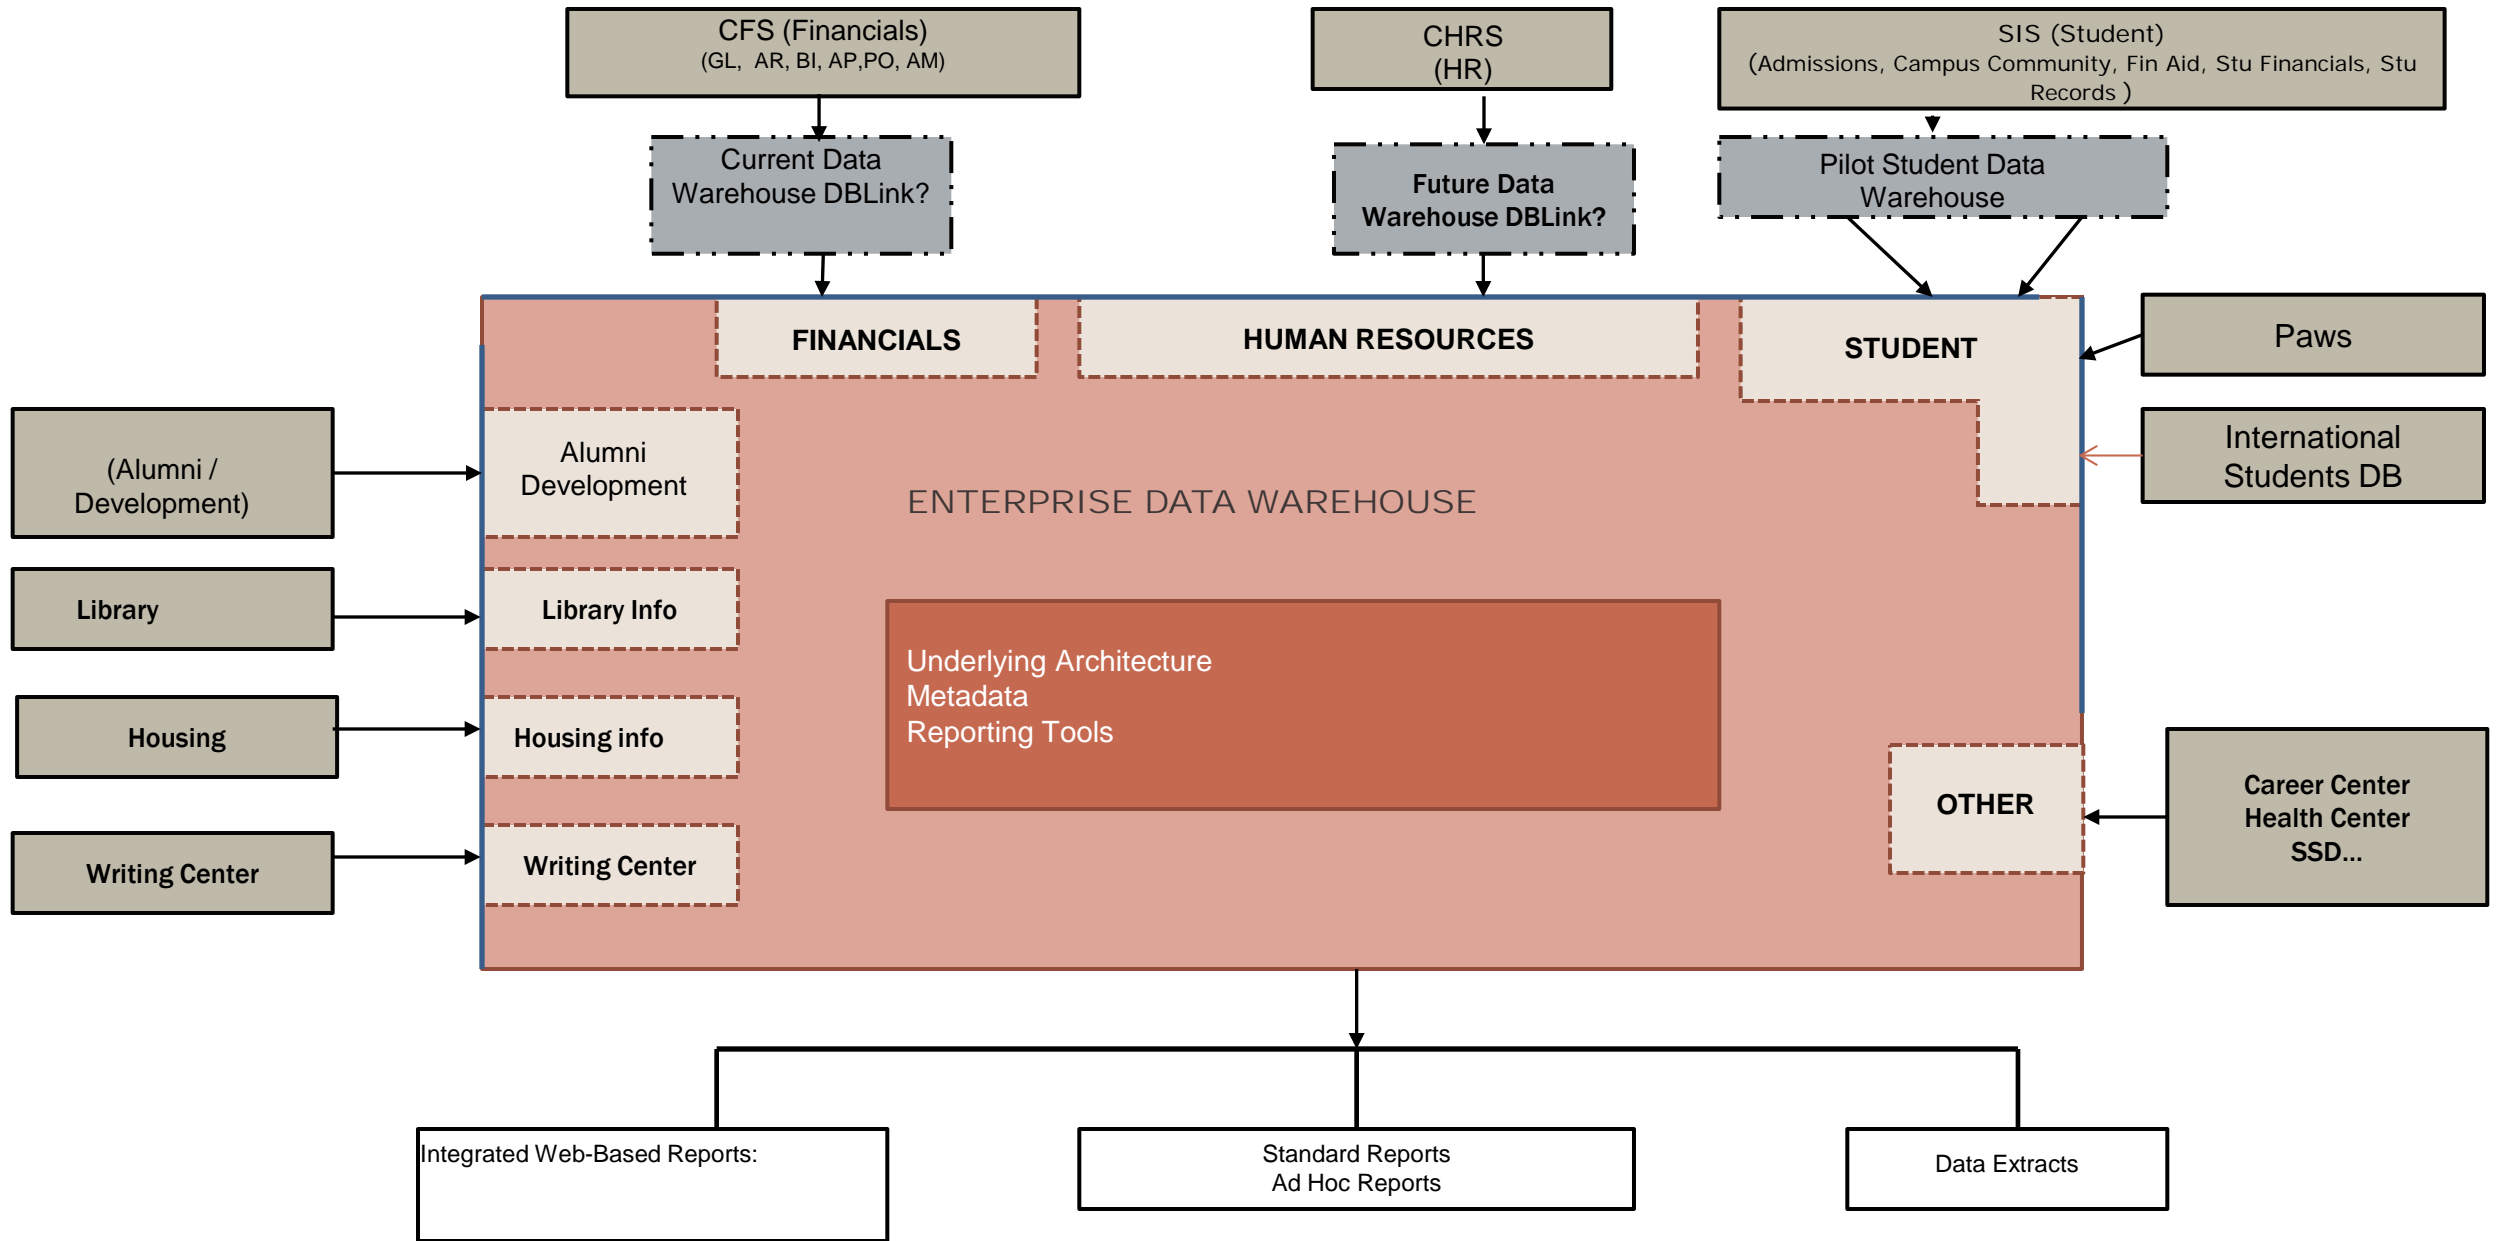 CFS (Financials)
(GL, AR, BI, AP,PO, AM)
CHRS
(HR)
SIS (Student)
(Admissions, Campus Community, Fin Aid, Stu Financials, Stu
Records )
Current Data
Warehouse DBLink?
Future Data
Warehouse DBLink?
Pilot Student Data
Warehouse
FINANCIALS
HUMAN RESOURCES
STUDENT
Paws
(Alumni /
Development)
Alumni
Development
ENTERPRISE DATA WAREHOUSE
International
Students DB
Library
Library Info
Underlying Architecture
Metadata
Reporting Tools
Housing
Housing info
OTHER
Career Center
Health Center
SSD...
Writing Center
Writing Center
Integrated Web-Based Reports:
Standard Reports
Ad Hoc Reports
Data Extracts